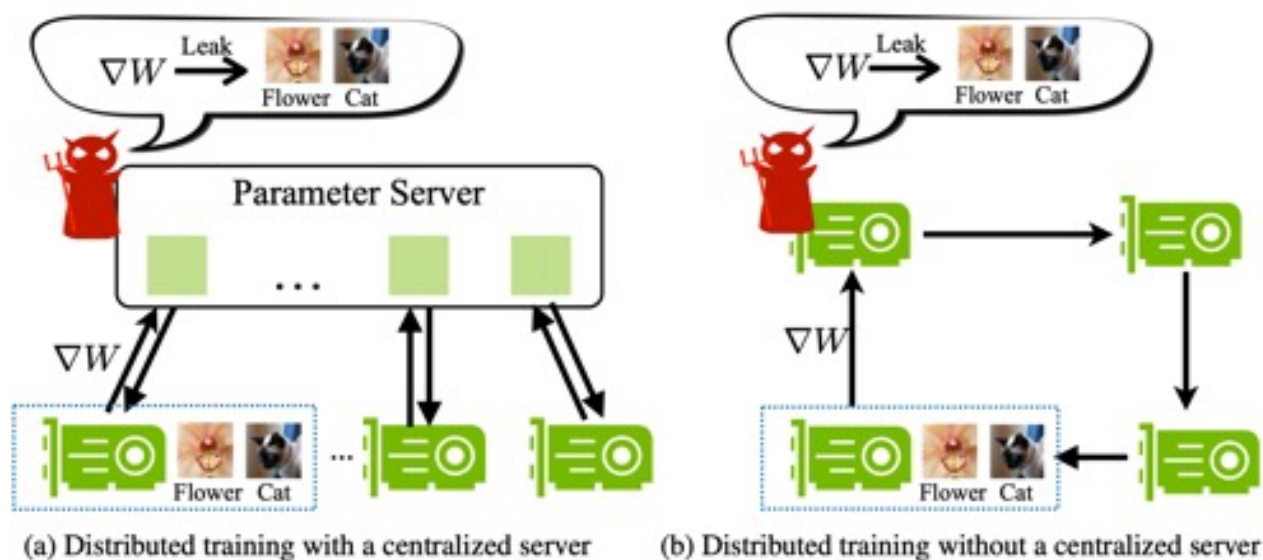 Leak
∇W
Flower Cat
Parameter Server
...
∇W
...
Flower Cat
(a) Distributed training with a centralized server
Leak
∇W
Flower Cat
∇W
Flower Cat
(b) Distributed training without a centralized server